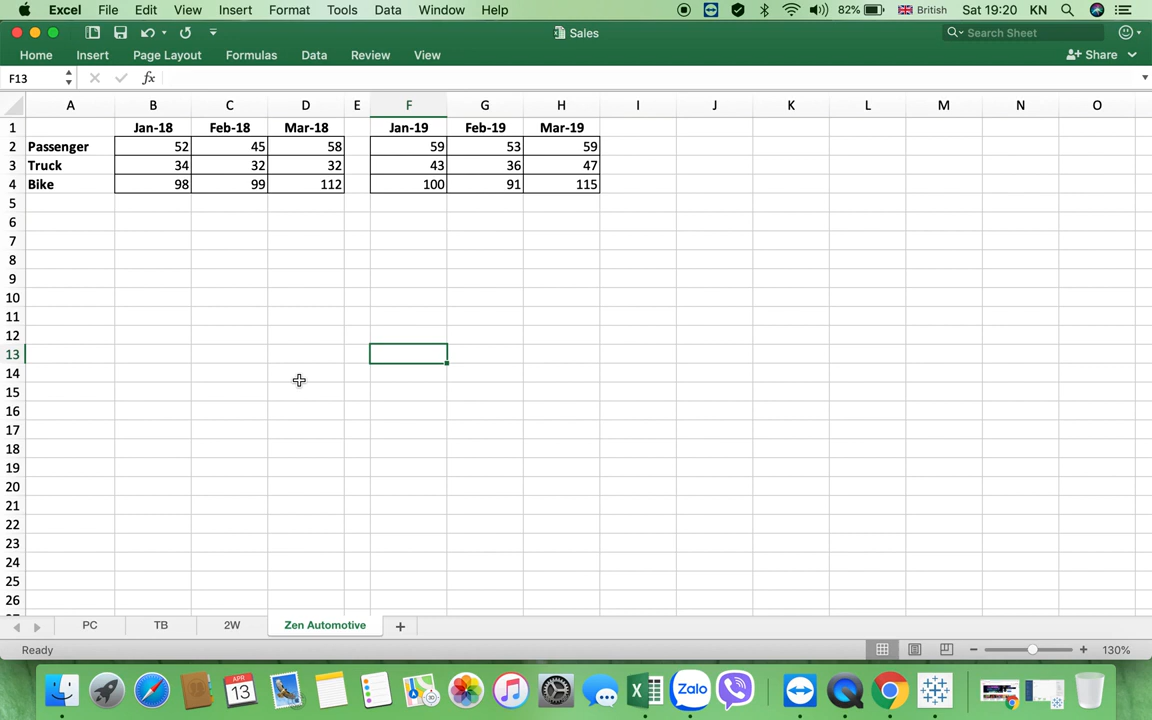 Excel File Edit View Insert Format Tools Data Window Help 82% British Sat 19:20 KN
Sales Search Sheet
Home Insert Page Layout Formulas Data Review View Share
F13 fx
A B C D E F G H I J K L M N O
1 Jan-18 Feb-18 Mar-18 Jan-19 Feb-19 Mar-19
2 Passenger 52 45 58 59 53 59
3 Truck 34 32 32 43 36 47
4 Bike 98 99 112 100 91 115
5
6
7
8
9
10
11
12
13
14
15
16
17
18
19
20
21
22
23
24
25
26
PC TB 2W Zen Automotive +
Ready 130%
APR
13 Zalo